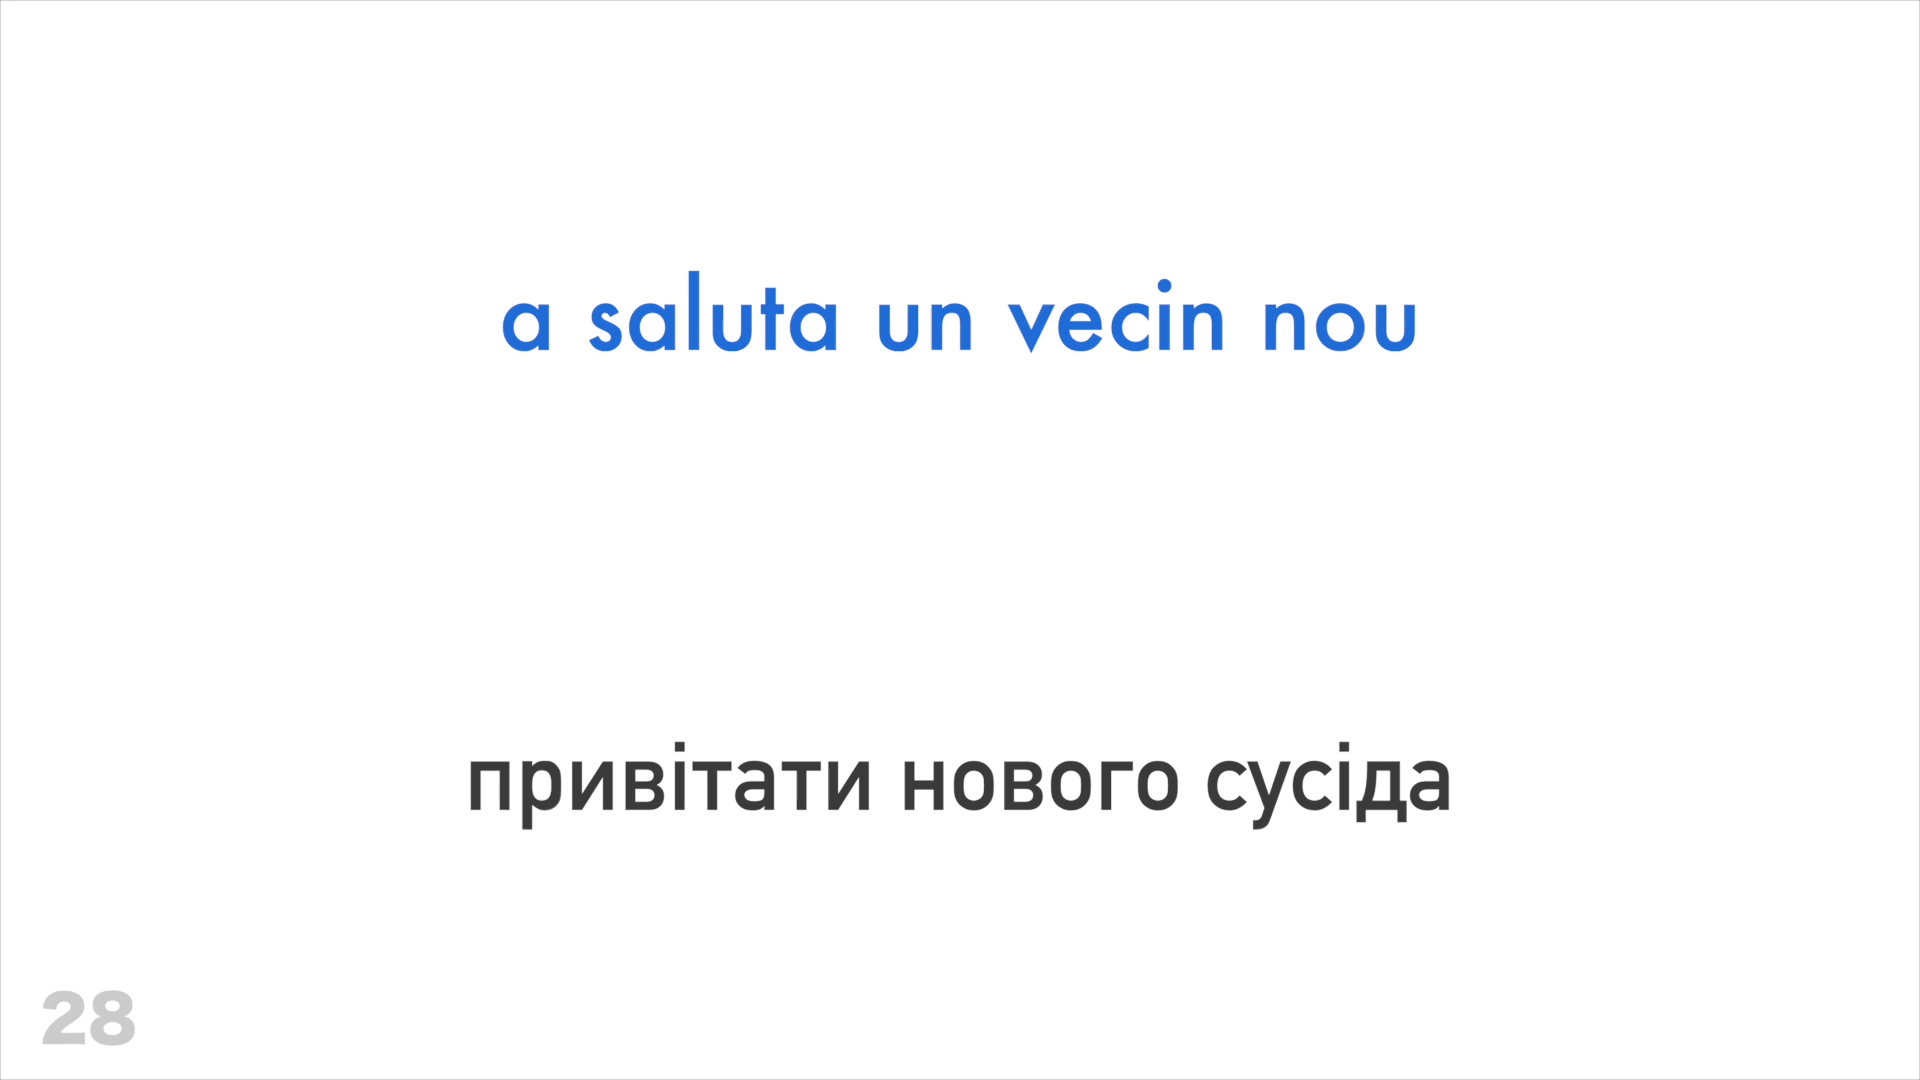 a saluta un vecin nou
привітати нового сусіда
28